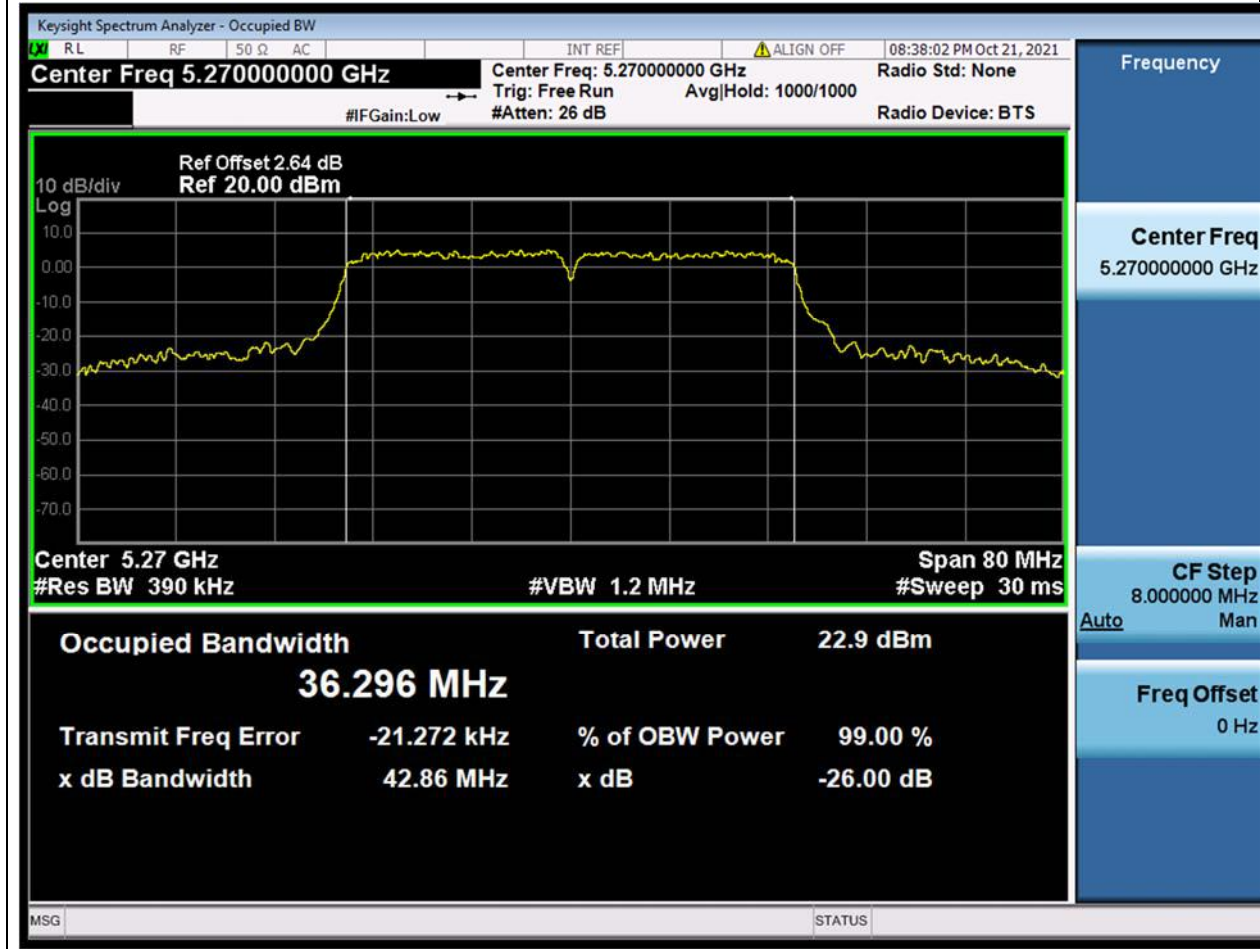 Keysight Spectrum Analyzer - Occupied BW
LXI RL RF 50 Ω AC INT REF ALIGN OFF 08:38:02 PM Oct 21, 2021
Center Freq 5.270000000 GHz Center Freq: 5.270000000 GHz Radio Std: None
Trig: Free Run Avg|Hold: 1000/1000
#IFGain:Low #Atten: 26 dB Radio Device: BTS
Ref Offset 2.64 dB
10 dB/div Ref 20.00 dBm
Log
10.0
0.00
-10.0
-20.0
-30.0
-40.0
-50.0
-60.0
-70.0
Center 5.27 GHz Span 80 MHz
#Res BW 390 kHz #VBW 1.2 MHz #Sweep 30 ms
Occupied Bandwidth Total Power 22.9 dBm
36.296 MHz
Transmit Freq Error -21.272 kHz % of OBW Power 99.00 %
x dB Bandwidth 42.86 MHz x dB -26.00 dB
MSG STATUS
Frequency
Center Freq
5.270000000 GHz
CF Step
8.000000 MHz
Auto Man
Freq Offset
0 Hz